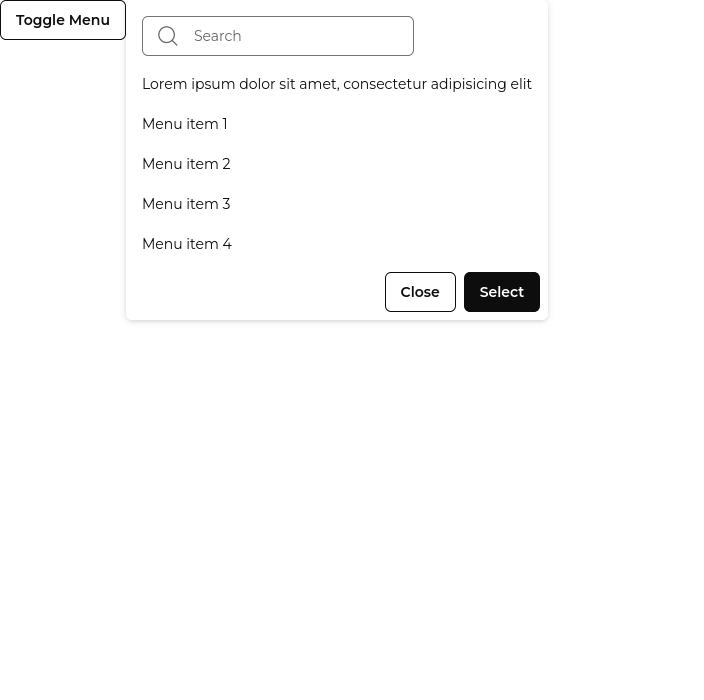 Toggle Menu
Search
Lorem ipsum dolor sit amet, consectetur adipisicing elit
Menu item 1
Menu item 2
Menu item 3
Menu item 4
Close
Select